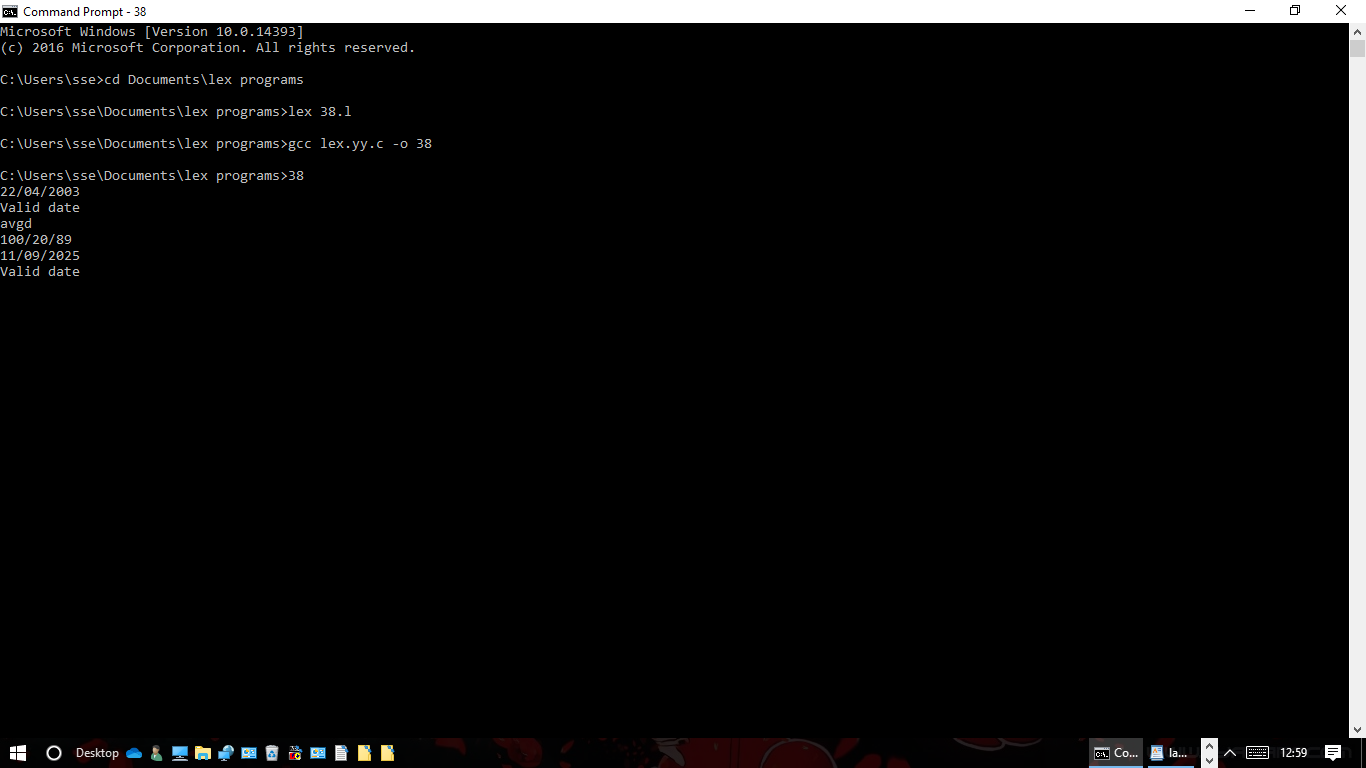 Command Prompt - 38
Microsoft Windows [Version 10.0.14393]
(c) 2016 Microsoft Corporation. All rights reserved.
C:\Users\sse>cd Documents\lex programs
C:\Users\sse\Documents\lex programs>lex 38.l
C:\Users\sse\Documents\lex programs>gcc lex.yy.c -o 38
C:\Users\sse\Documents\lex programs>38
22/04/2003
Valid date
avgd
100/20/89
11/09/2025
Valid date
Desktop
Co...
la...
12:59